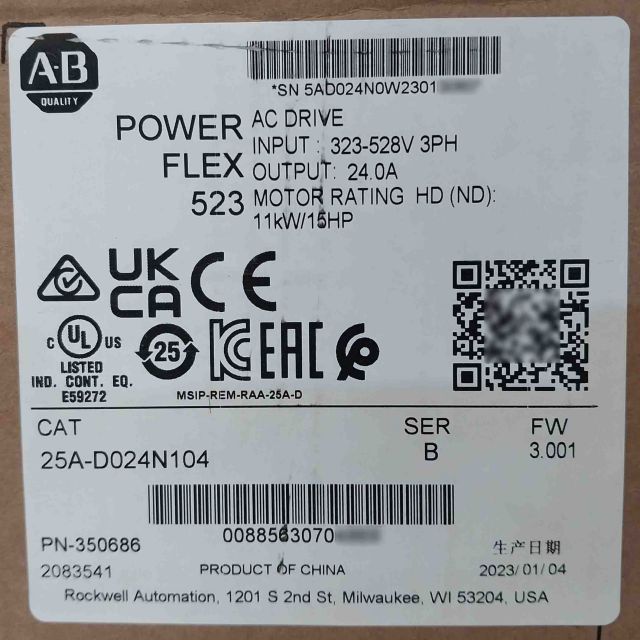 A-B
QUALITY
*SN 5AD024N0W2301
POWER
FLEX
523
AC DRIVE
INPUT : 323-528V 3PH
OUTPUT: 24.0A
MOTOR RATING HD (ND):
11kW/15HP
UK
CA
CE
C UL US
LISTED
IND. CONT. EQ.
E59272
25
EAC
MSIP-REM-RAA-25A-D
CAT
25A-D024N104
SER
B
FW
3.001
0088563070
PN-350686
2083541
PRODUCT OF CHINA
生产日期
2023/01/04
Rockwell Automation, 1201 S 2nd St, Milwaukee, WI 53204, USA